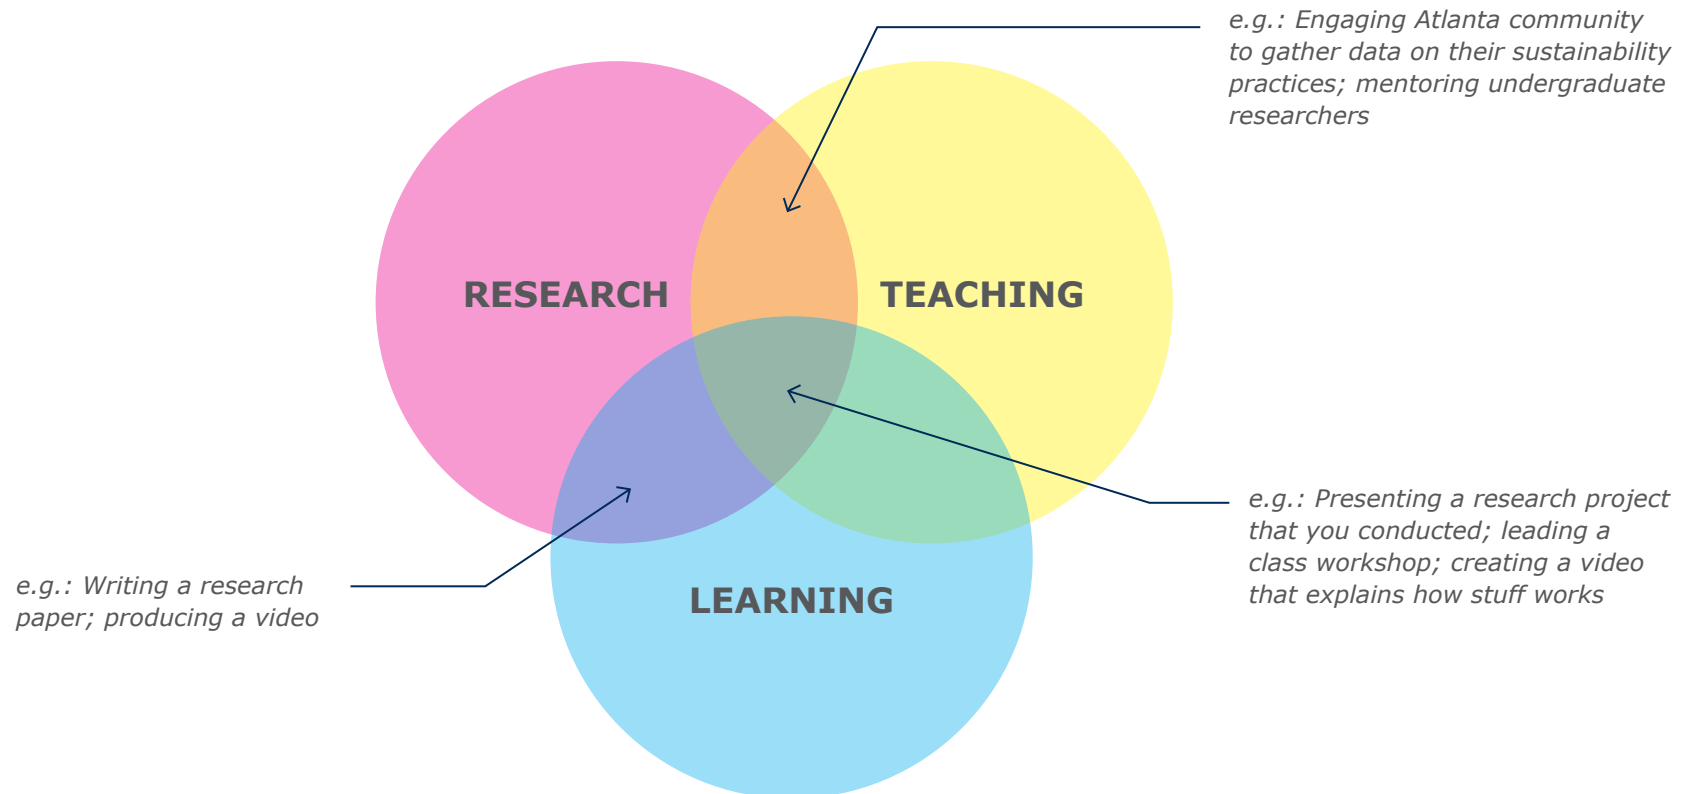 e.g.: Engaging Atlanta community
to gather data on their sustainability
practices; mentoring undergraduate
researchers
RESEARCH
TEACHING
e.g.: Presenting a research project
that you conducted; leading a
class workshop; creating a video
that explains how stuff works
e.g.: Writing a research
paper; producing a video
LEARNING